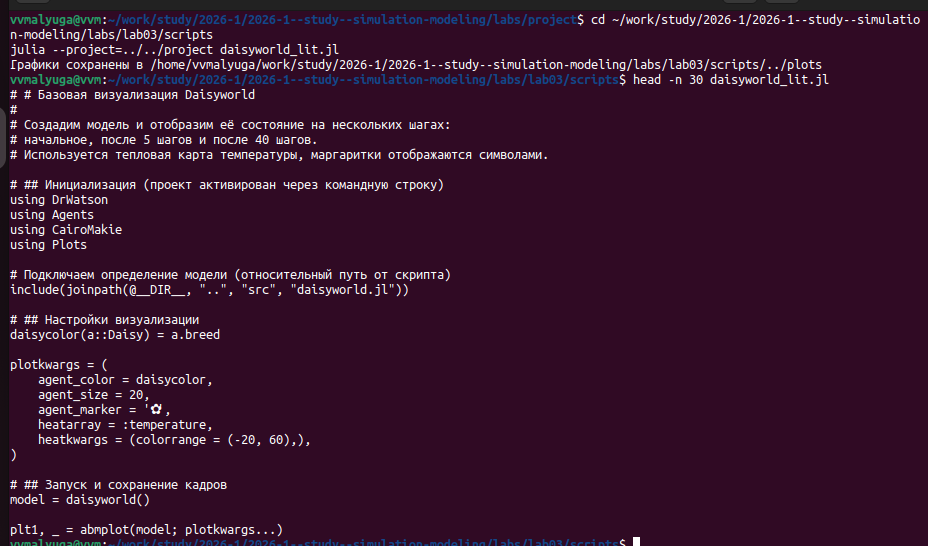 vvmalyuga@vvm:~/work/study/2026-1/2026-1--study--simulation-modeling/labs/lab03/project$ cd ~/work/study/2026-1/2026-1--study--simulatio
n-modeling/labs/lab03/scripts
julia --project=../../project daisyworld_lit.jl
Графики сохранены в /home/vvmalyuga/work/study/2026-1/2026-1--study--simulation-modeling/labs/lab03/scripts/../plots
vvmalyuga@vvm:~/work/study/2026-1/2026-1--study--simulation-modeling/labs/lab03/scripts$ head -n 30 daisyworld_lit.jl
# # Базовая визуализация Daisyworld
#
# Создадим модель и отобразим её состояние на нескольких шагах:
# начальное, после 5 шагов и после 40 шагов.
# Используется тепловая карта температуры, маргаритки отображаются символами.

# ## Инициализация (проект активирован через командную строку)
using DrWatson
using Agents
using CairoMakie
using Plots

# Подключаем определение модели (относительный путь от скрипта)
include(joinpath(@__DIR__, "..", "src", "daisyworld.jl"))

# ## Настройки визуализации
daisycolor(a::Daisy) = a.breed

plotkwargs = (
    agent_color = daisycolor,
    agent_size = 20,
    agent_marker = '✿',
    heatarray = :temperature,
    heatkwargs = (colorrange = (-20, 60),),
)

# ## Запуск и сохранение кадров
model = daisyworld()

plt1, _ = abmplot(model; plotkwargs...)
vvmalyuga@vvm:~/work/study/2026-1/2026-1--study--simulation-modeling/labs/lab03/scripts$